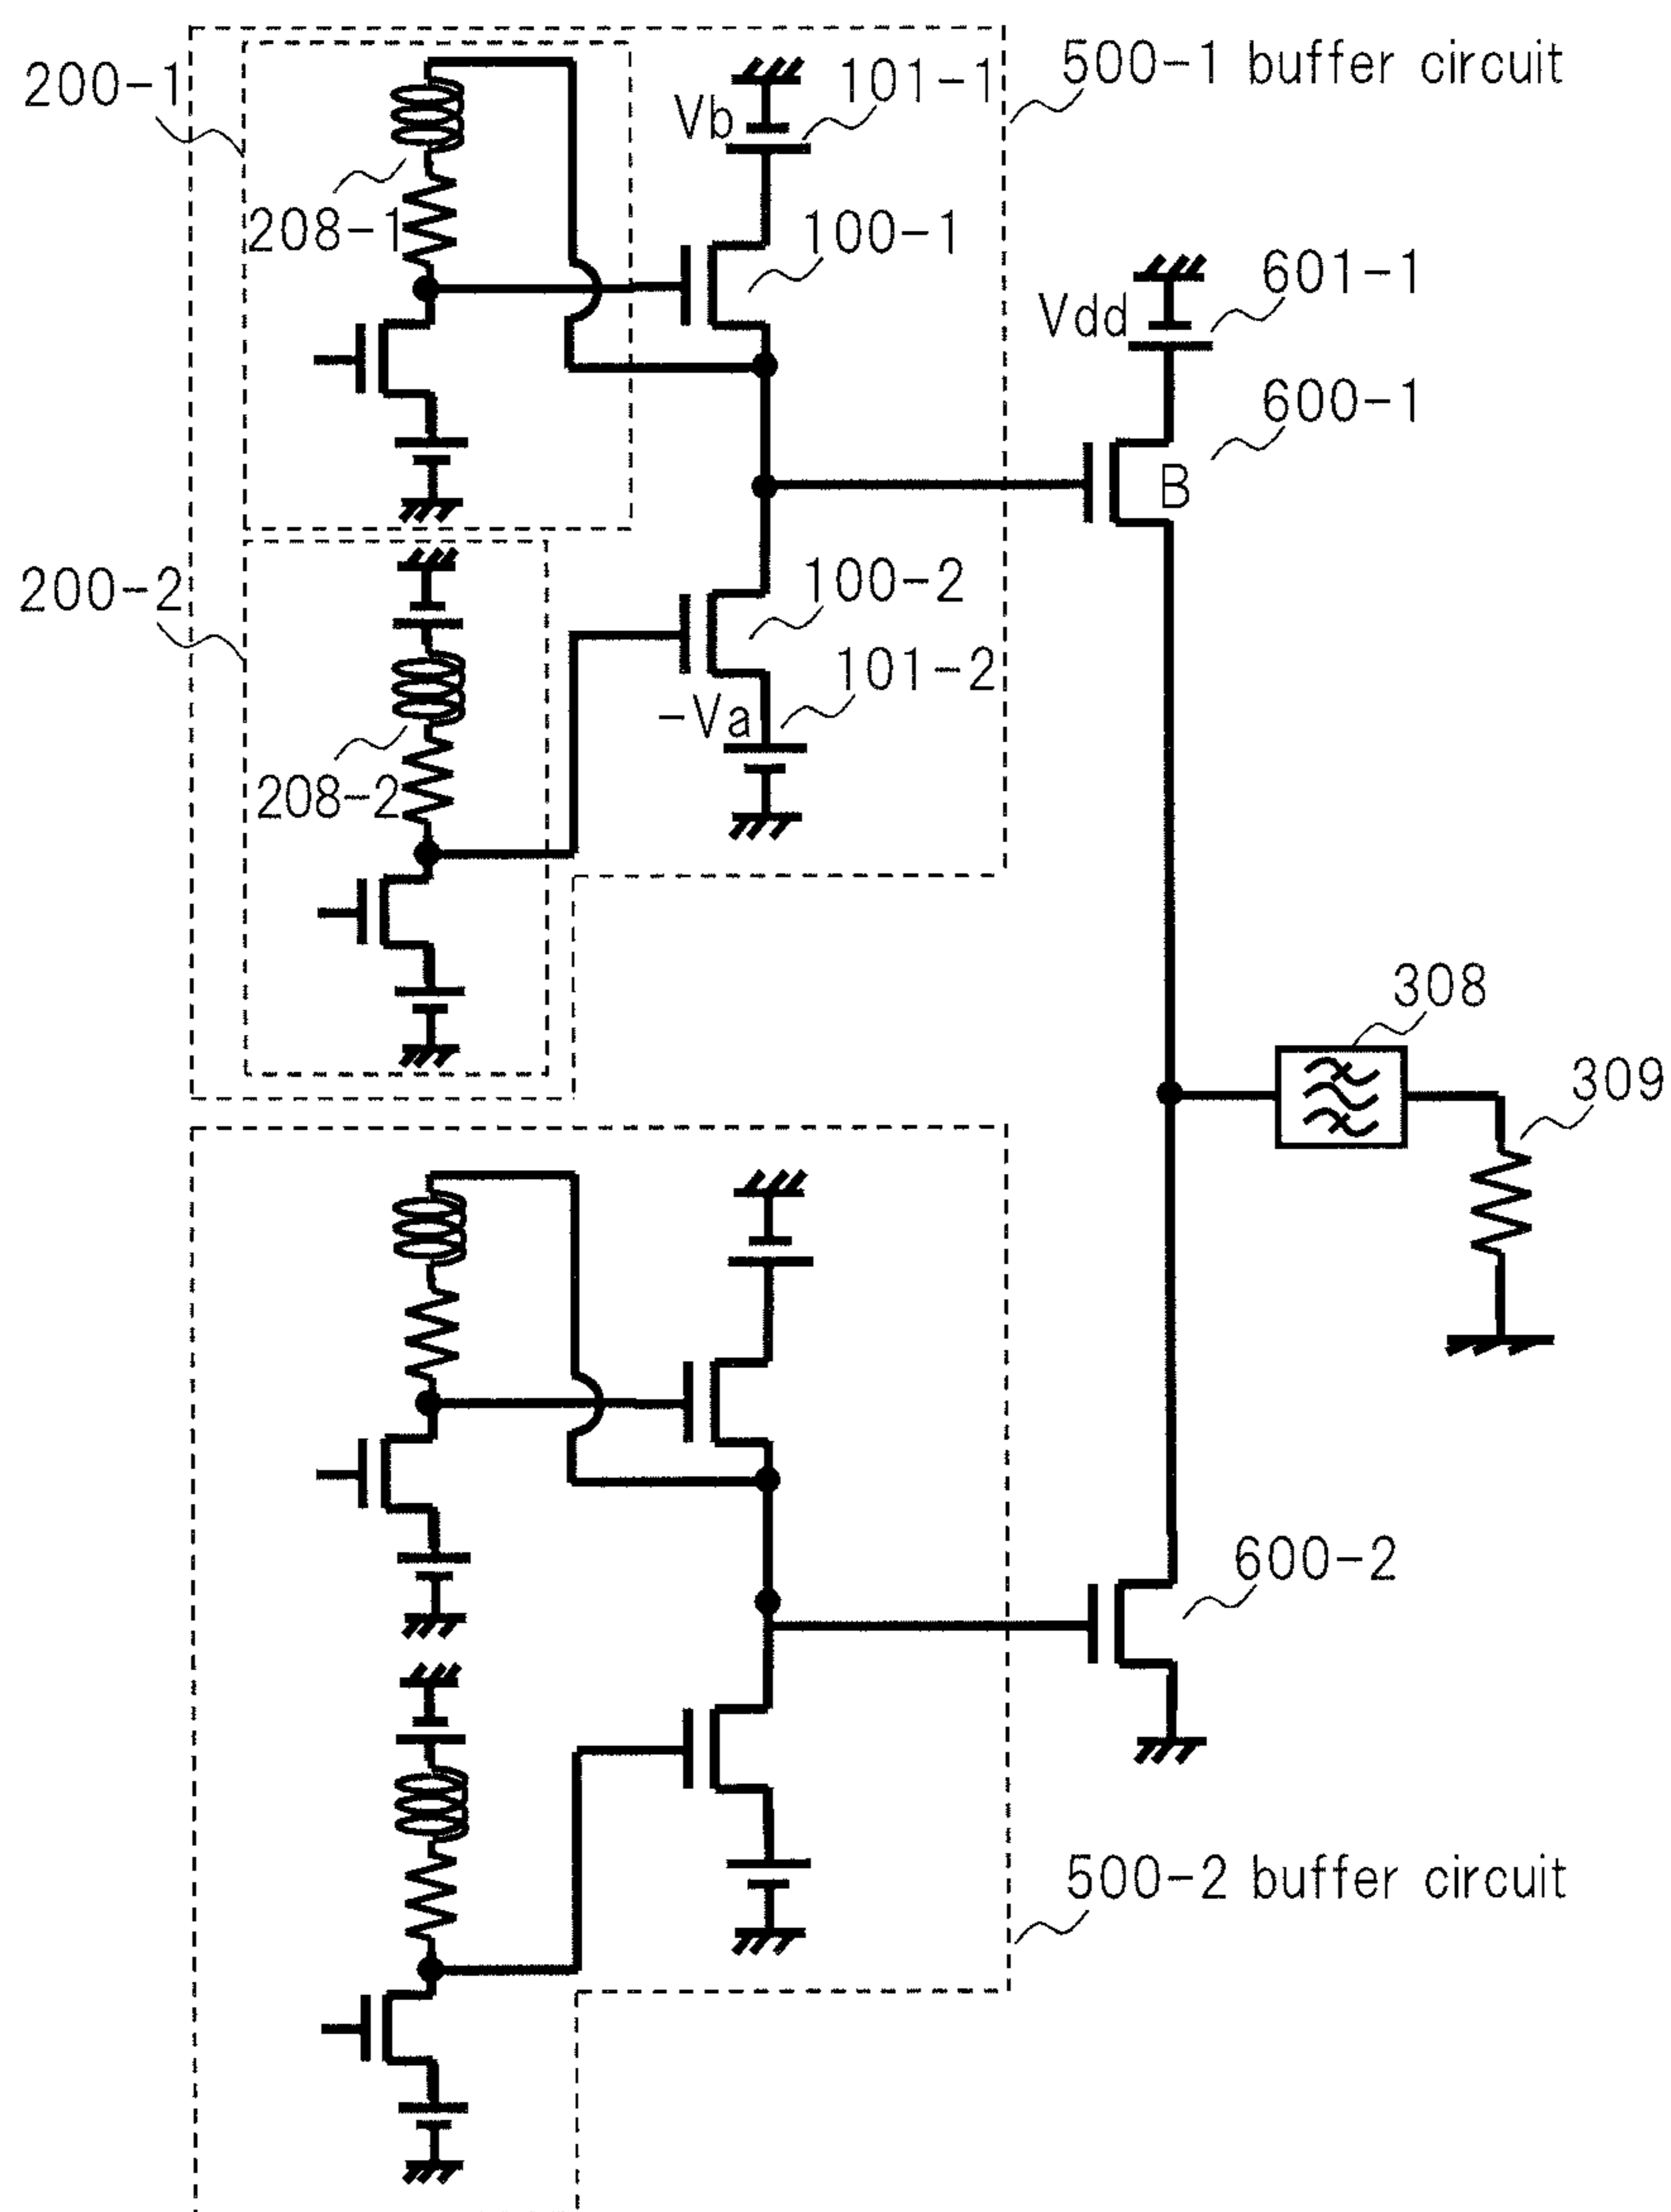 500-1 buffer circuit
200-1
101-1
Vb
208-1
100-1
601-1
Vdd
600-1
B
200-2
100-2
101-2
-Va
208-2
308
309
600-2
500-2 buffer circuit